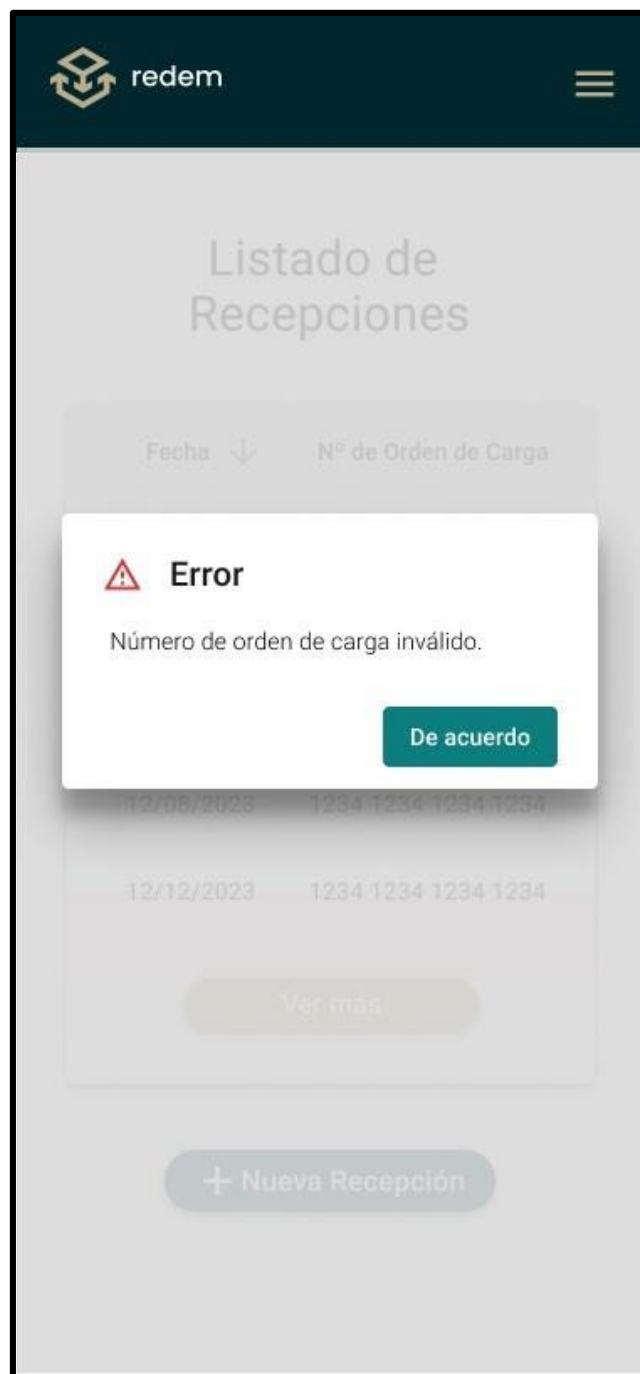 redem
Listado de
Recepciones
Fecha Nº de Orden de Carga
Error
Número de orden de carga inválido.
De acuerdo
12/08/2023 1234 1234 1234 1234
12/12/2023 1234 1234 1234 1234
Ver más
+ Nueva Recepción